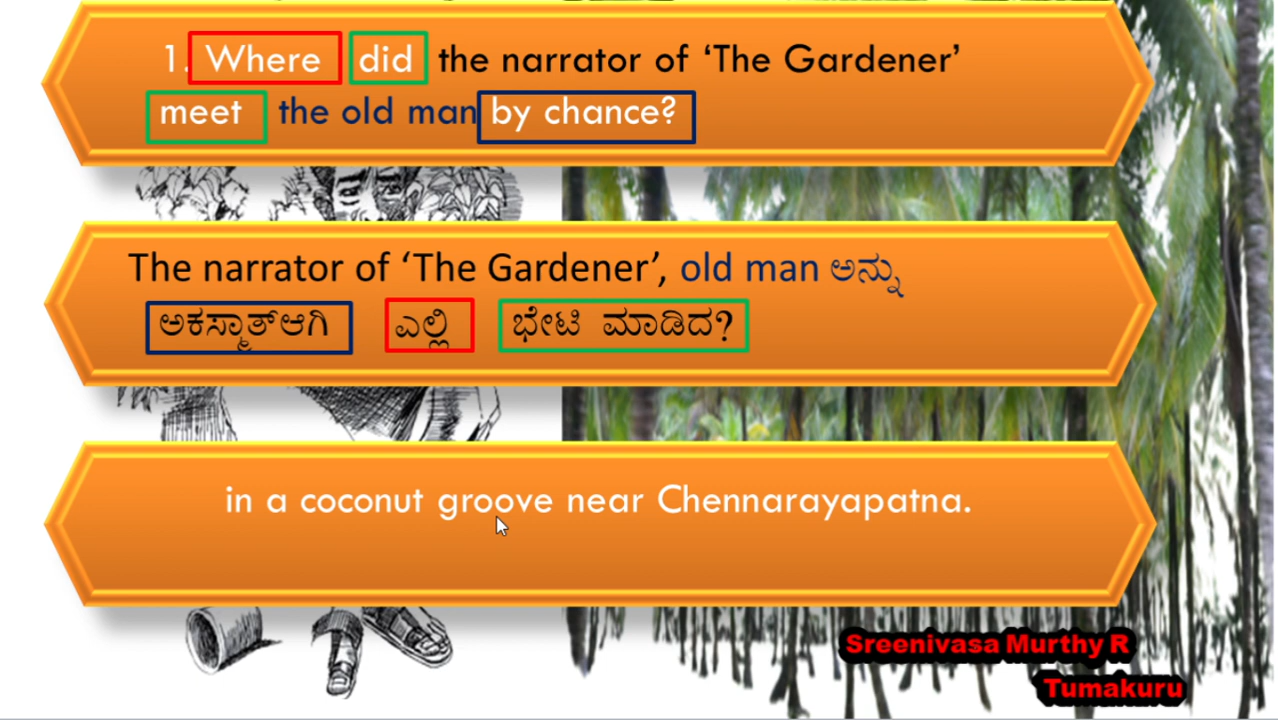 1. Where did the narrator of ‘The Gardener’
meet the old man by chance?
The narrator of ‘The Gardener’, old man ಅನ್ನು
ಅಕಸ್ಮಾತ್‌ಆಗಿ ಎಲ್ಲಿ ಭೇಟಿ ಮಾಡಿದ?
in a coconut groove near Chennarayapatna.
Sreenivasa Murthy R
Tumakuru